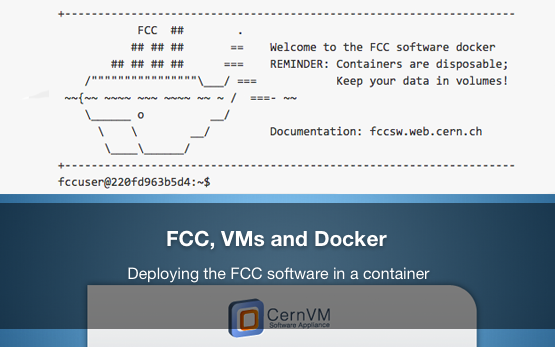 FCC ## .
## ## ## == Welcome to the FCC software docker
## ## ## ## === REMINDER: Containers are disposable;
/""""""""""""""""\___/ === Keep your data in volumes!
~~{~~ ~~~~ ~~~ ~~~~ ~~ ~ / ===- ~~
\______ o __/
\ \ __/ Documentation: fccsw.web.cern.ch
\____\______/
fccuser@220fd963b5d4:~$
FCC, VMs and Docker
Deploying the FCC software in a container
CernVM
Software Appliance